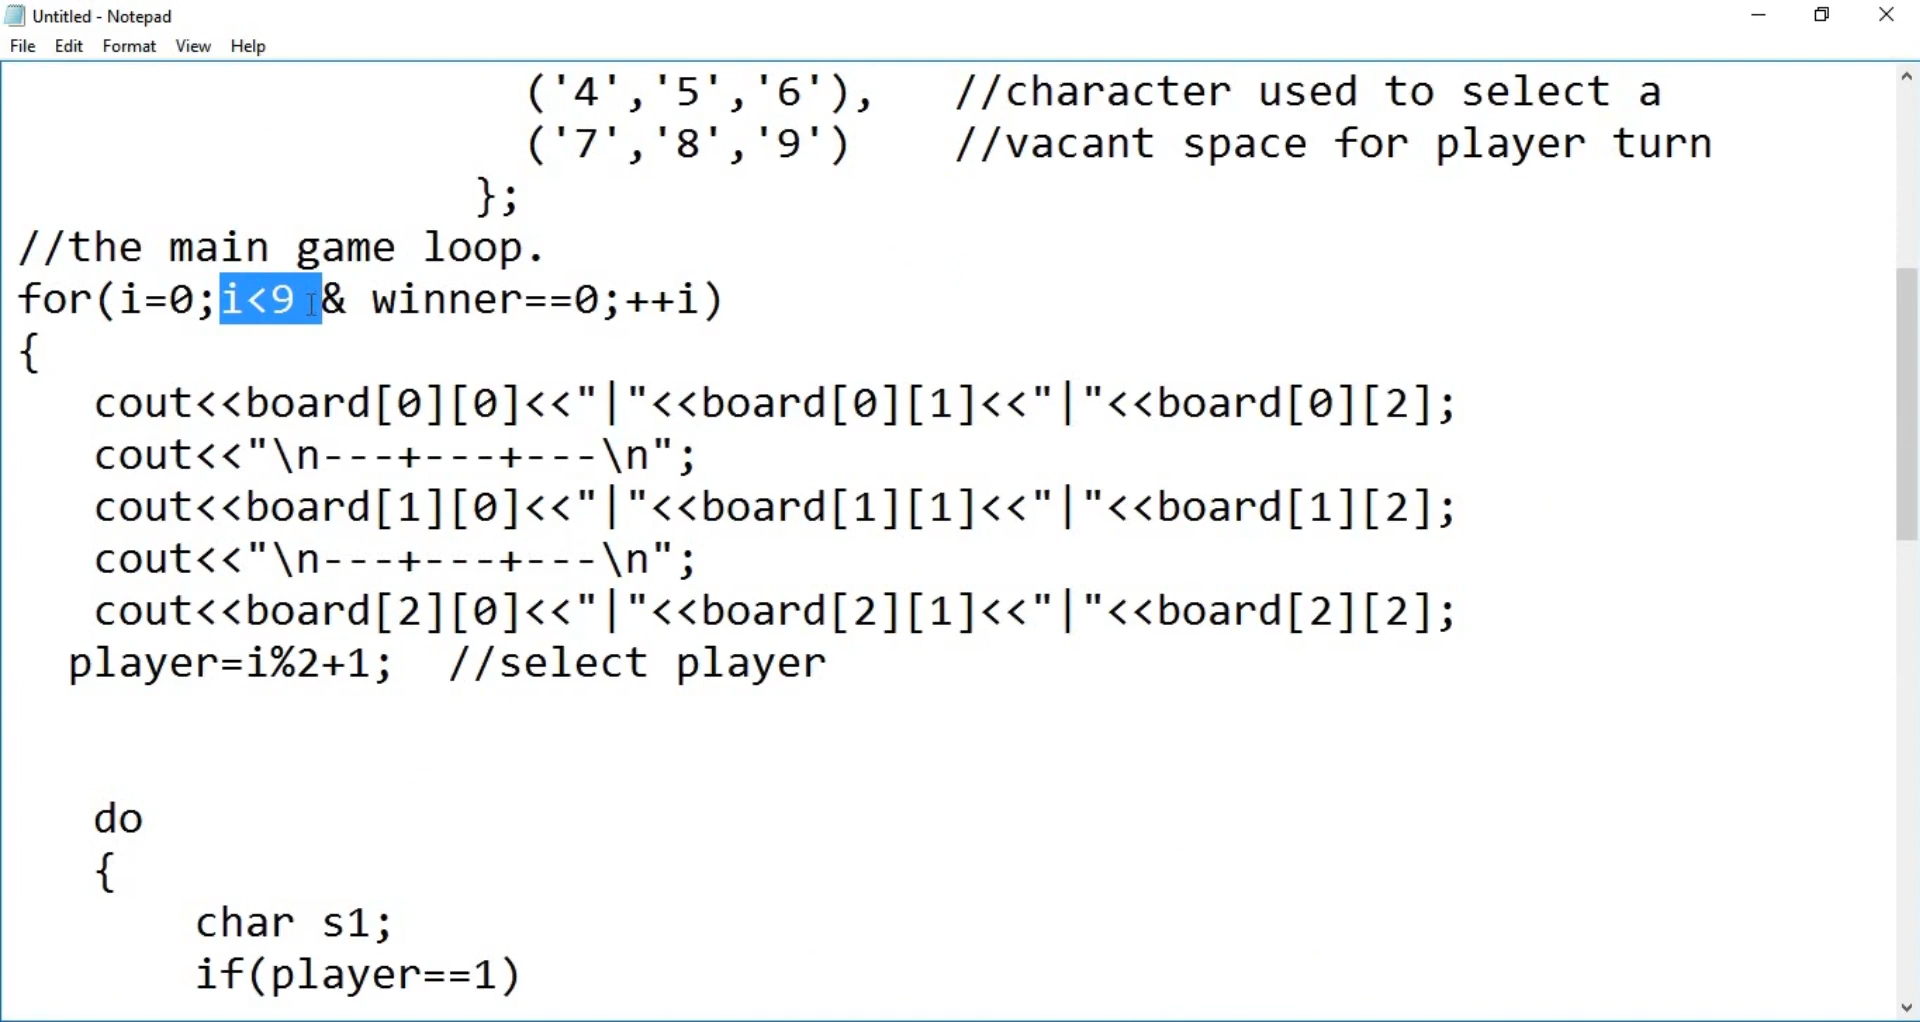 Untitled - Notepad
File Edit Format View Help
('4','5','6'), //character used to select a
('7','8','9') //vacant space for player turn
};
//the main game loop.
for(i=0;i<9 & winner==0;++i)
{
cout<<board[0][0]<<"|"<<board[0][1]<<"|"<<board[0][2];
cout<<"\n---+---+---\n";
cout<<board[1][0]<<"|"<<board[1][1]<<"|"<<board[1][2];
cout<<"\n---+---+---\n";
cout<<board[2][0]<<"|"<<board[2][1]<<"|"<<board[2][2];
player=i%2+1; //select player
do
{
char s1;
if(player==1)